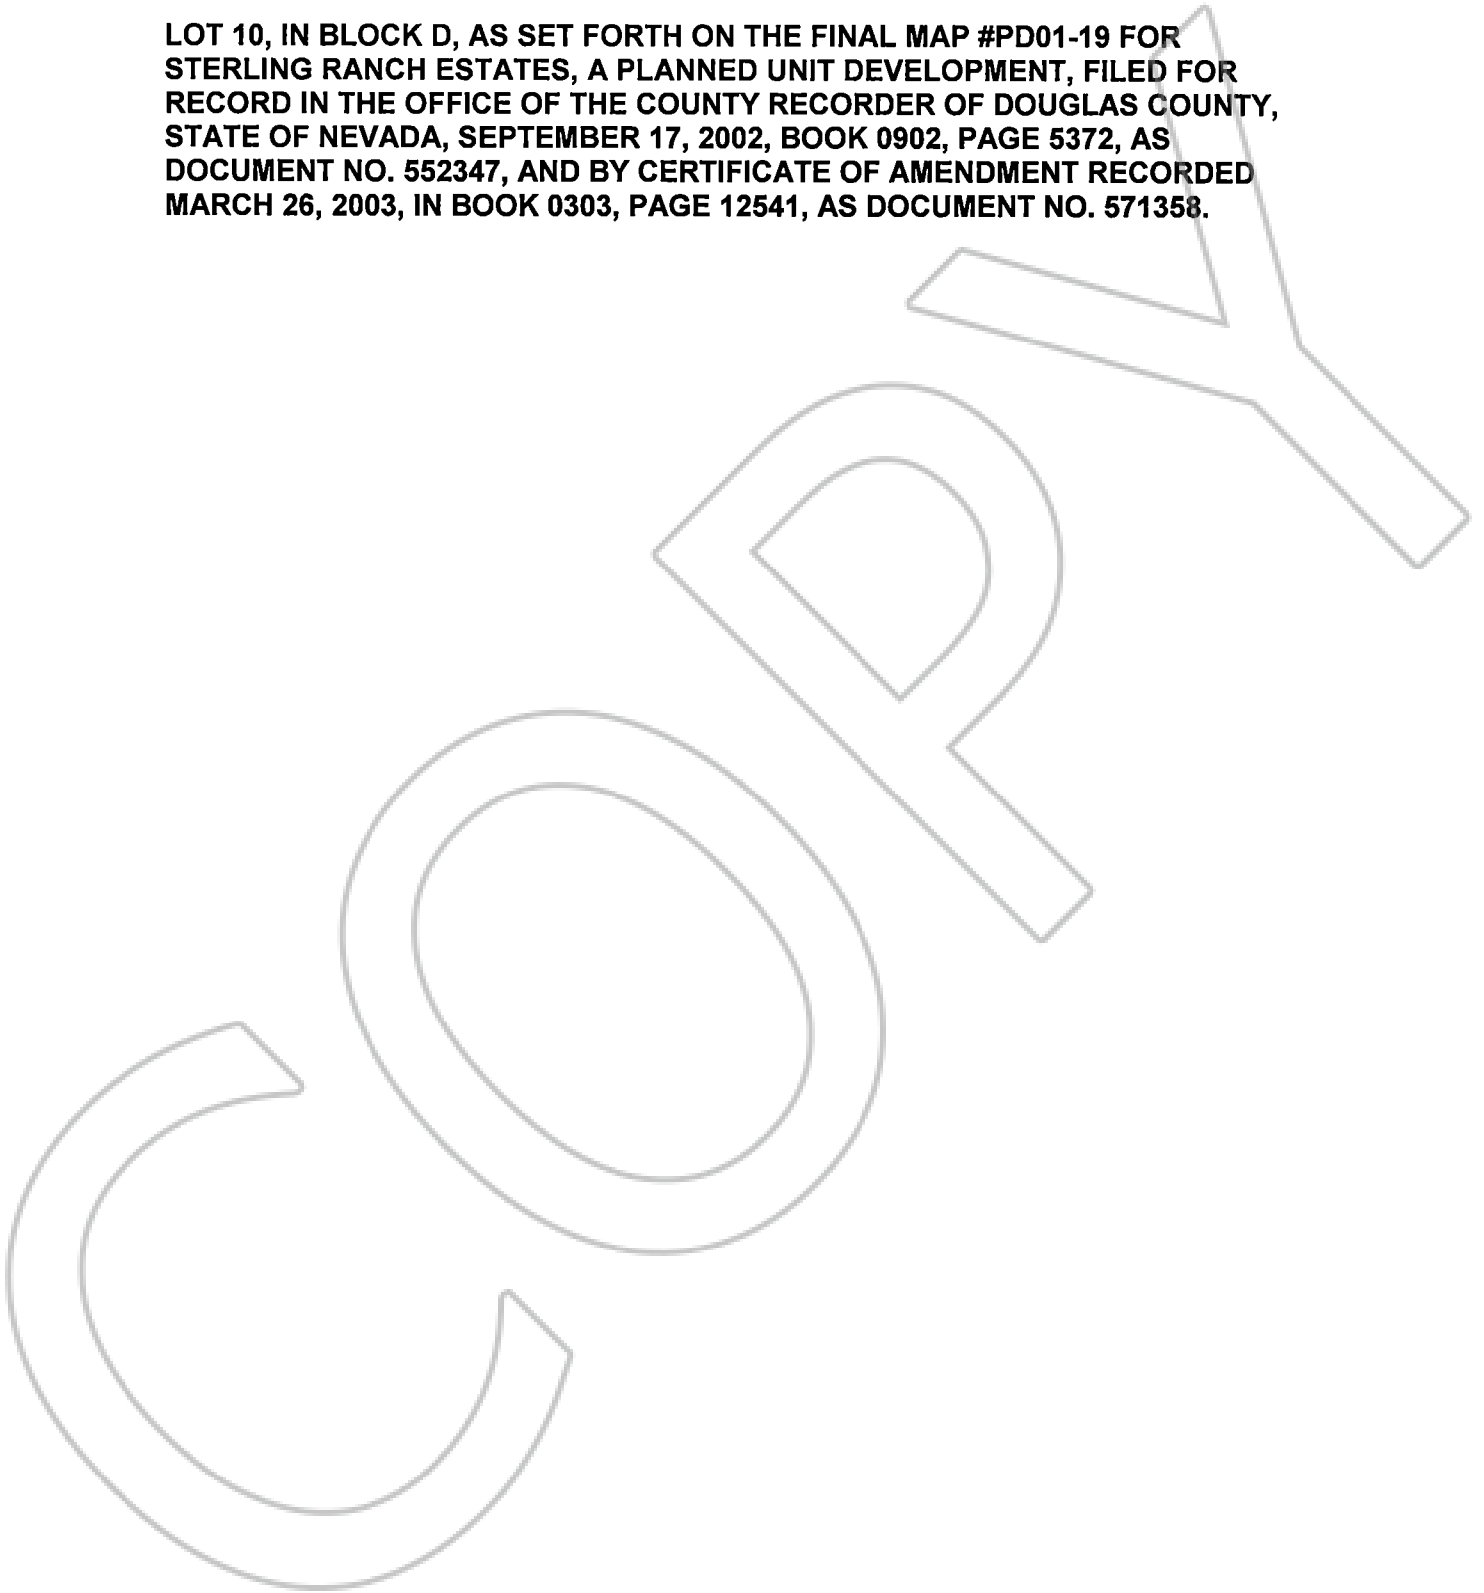 LOT 10, IN BLOCK D, AS SET FORTH ON THE FINAL MAP #PD01-19 FOR
STERLING RANCH ESTATES, A PLANNED UNIT DEVELOPMENT, FILED FOR
RECORD IN THE OFFICE OF THE COUNTY RECORDER OF DOUGLAS COUNTY,
STATE OF NEVADA, SEPTEMBER 17, 2002, BOOK 0902, PAGE 5372, AS
DOCUMENT NO. 552347, AND BY CERTIFICATE OF AMENDMENT RECORDED
MARCH 26, 2003, IN BOOK 0303, PAGE 12541, AS DOCUMENT NO. 571358.
COPY